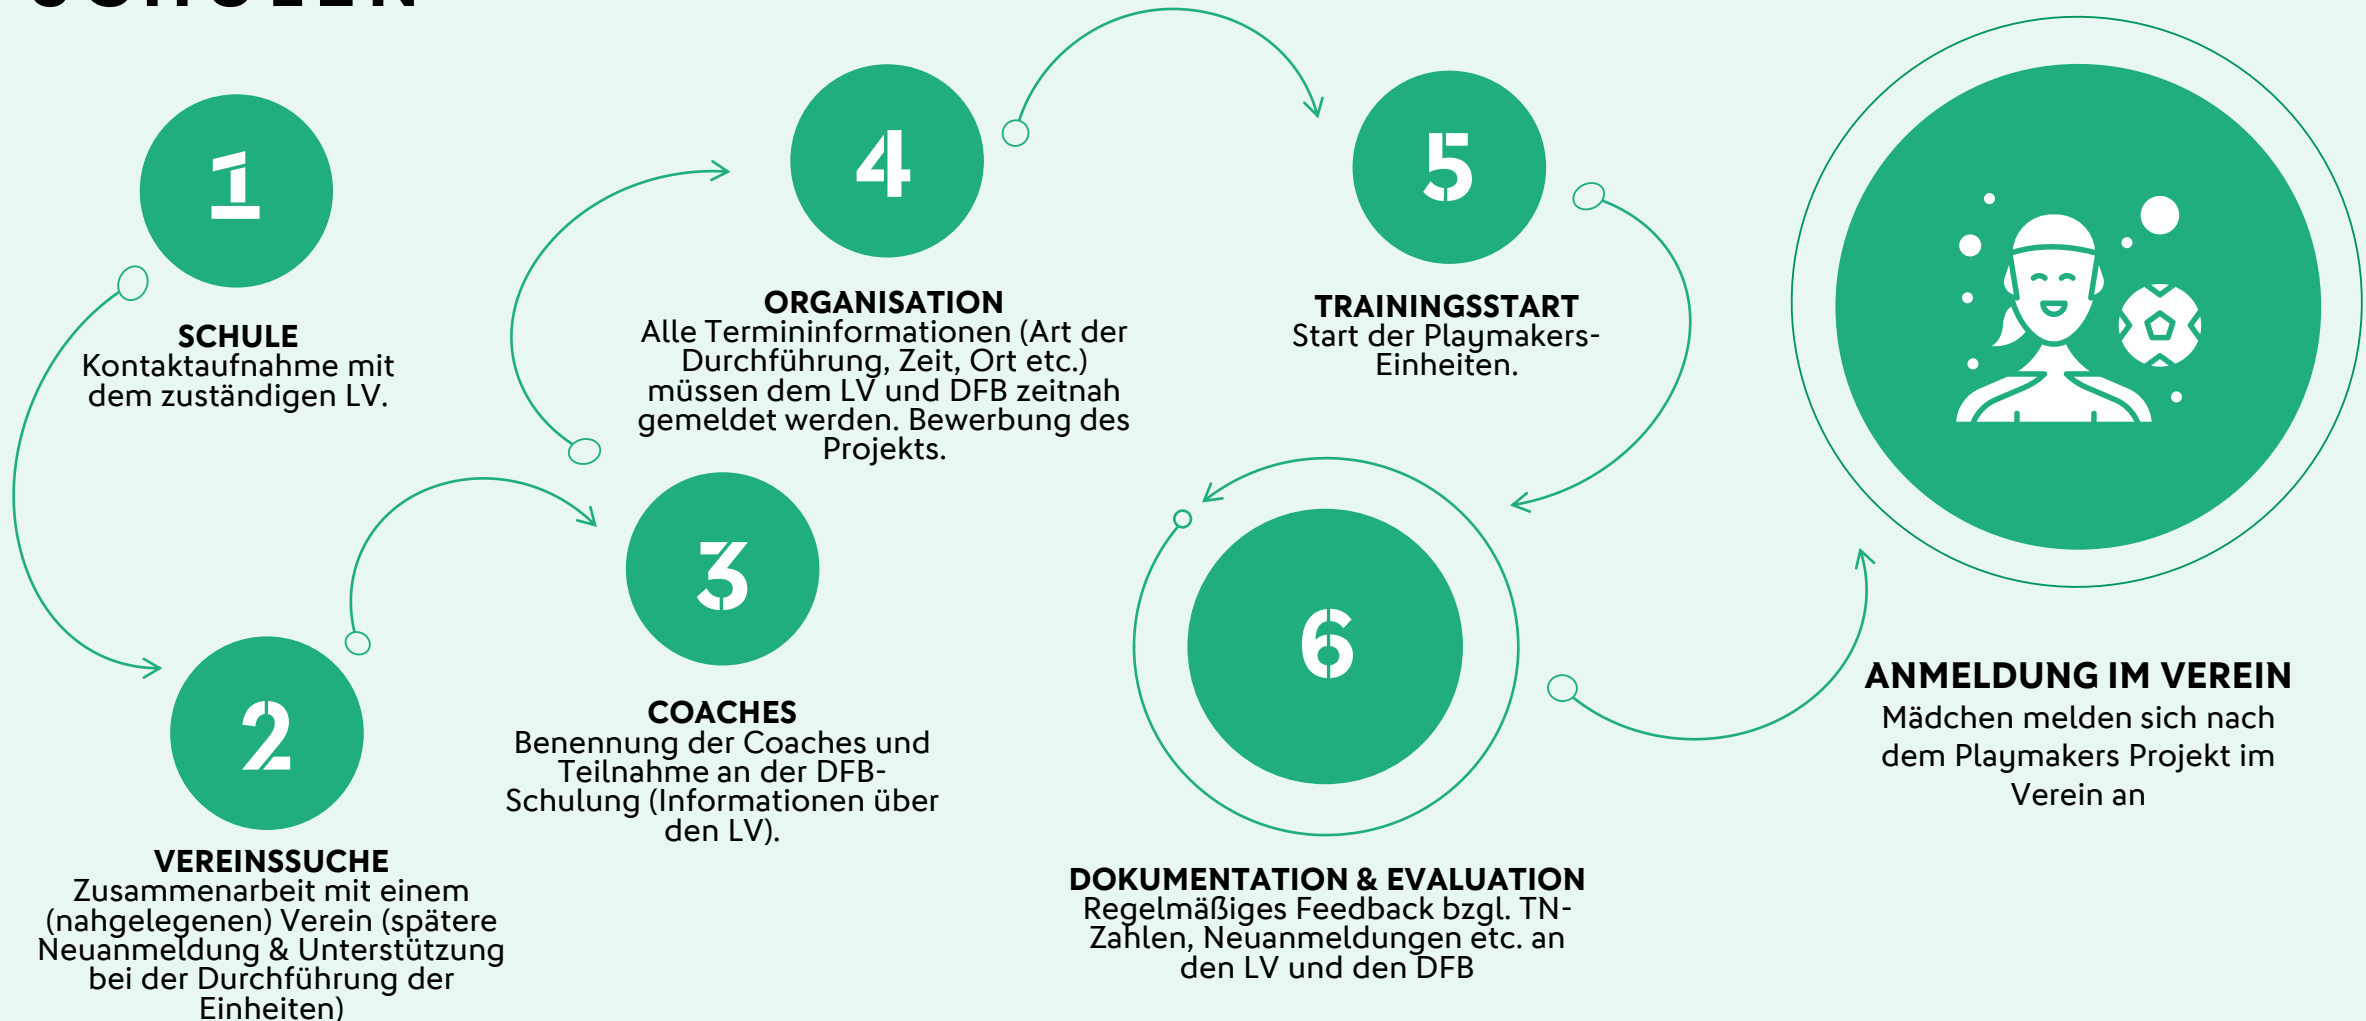 SCHULEN
1
SCHULE
Kontaktaufnahme mit
dem zuständigen LV.
2
VEREINSSUCHE
Zusammenarbeit mit einem
(nahgelegenen) Verein (spätere
Neuanmeldung & Unterstützung
bei der Durchführung der
Einheiten)
3
COACHES
Benennung der Coaches und
Teilnahme an der DFB-
Schulung (Informationen über
den LV).
4
ORGANISATION
Alle Termininformationen (Art der
Durchführung, Zeit, Ort etc.)
müssen dem LV und DFB zeitnah
gemeldet werden. Bewerbung des
Projekts.
5
TRAININGSSTART
Start der Playmakers-
Einheiten.
6
DOKUMENTATION & EVALUATION
Regelmäßiges Feedback bzgl. TN-
Zahlen, Neuanmeldungen etc. an
den LV und den DFB
ANMELDUNG IM VEREIN
Mädchen melden sich nach
dem Playmakers Projekt im
Verein an